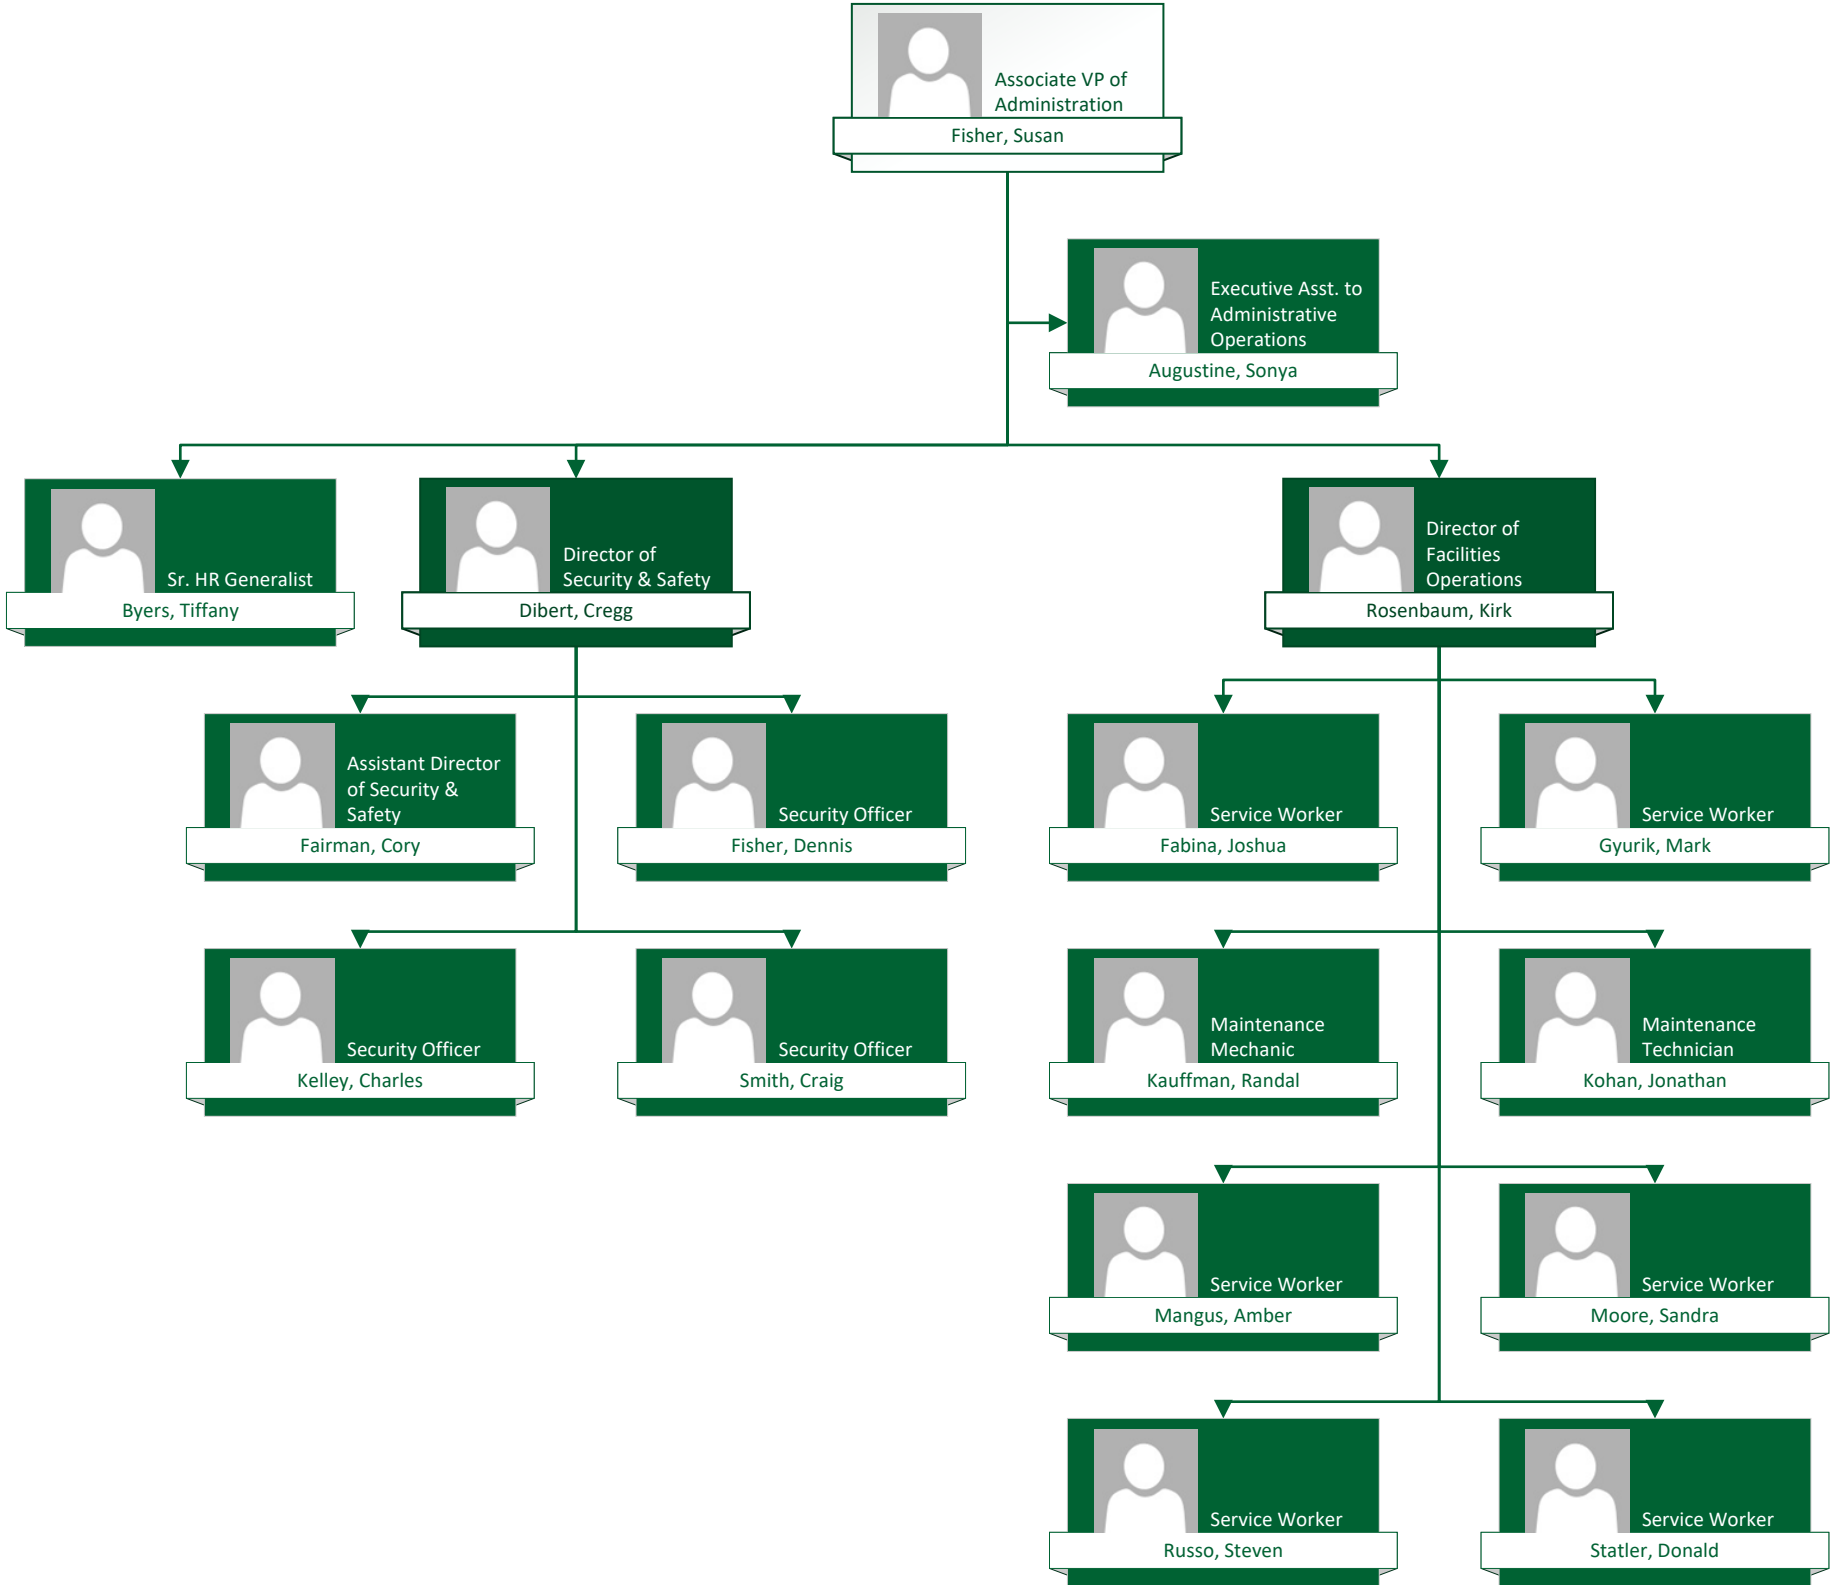 Associate VP of
Administration
Fisher, Susan
Executive Asst. to
Administrative
Operations
Augustine, Sonya
Sr. HR Generalist
Byers, Tiffany
Director of
Security & Safety
Dibert, Cregg
Director of
Facilities
Operations
Rosenbaum, Kirk
Assistant Director
of Security &
Safety
Fairman, Cory
Security Officer
Fisher, Dennis
Service Worker
Fabina, Joshua
Service Worker
Gyurik, Mark
Security Officer
Kelley, Charles
Security Officer
Smith, Craig
Maintenance
Mechanic
Kauffman, Randal
Maintenance
Technician
Kohan, Jonathan
Service Worker
Mangus, Amber
Service Worker
Moore, Sandra
Service Worker
Russo, Steven
Service Worker
Statler, Donald